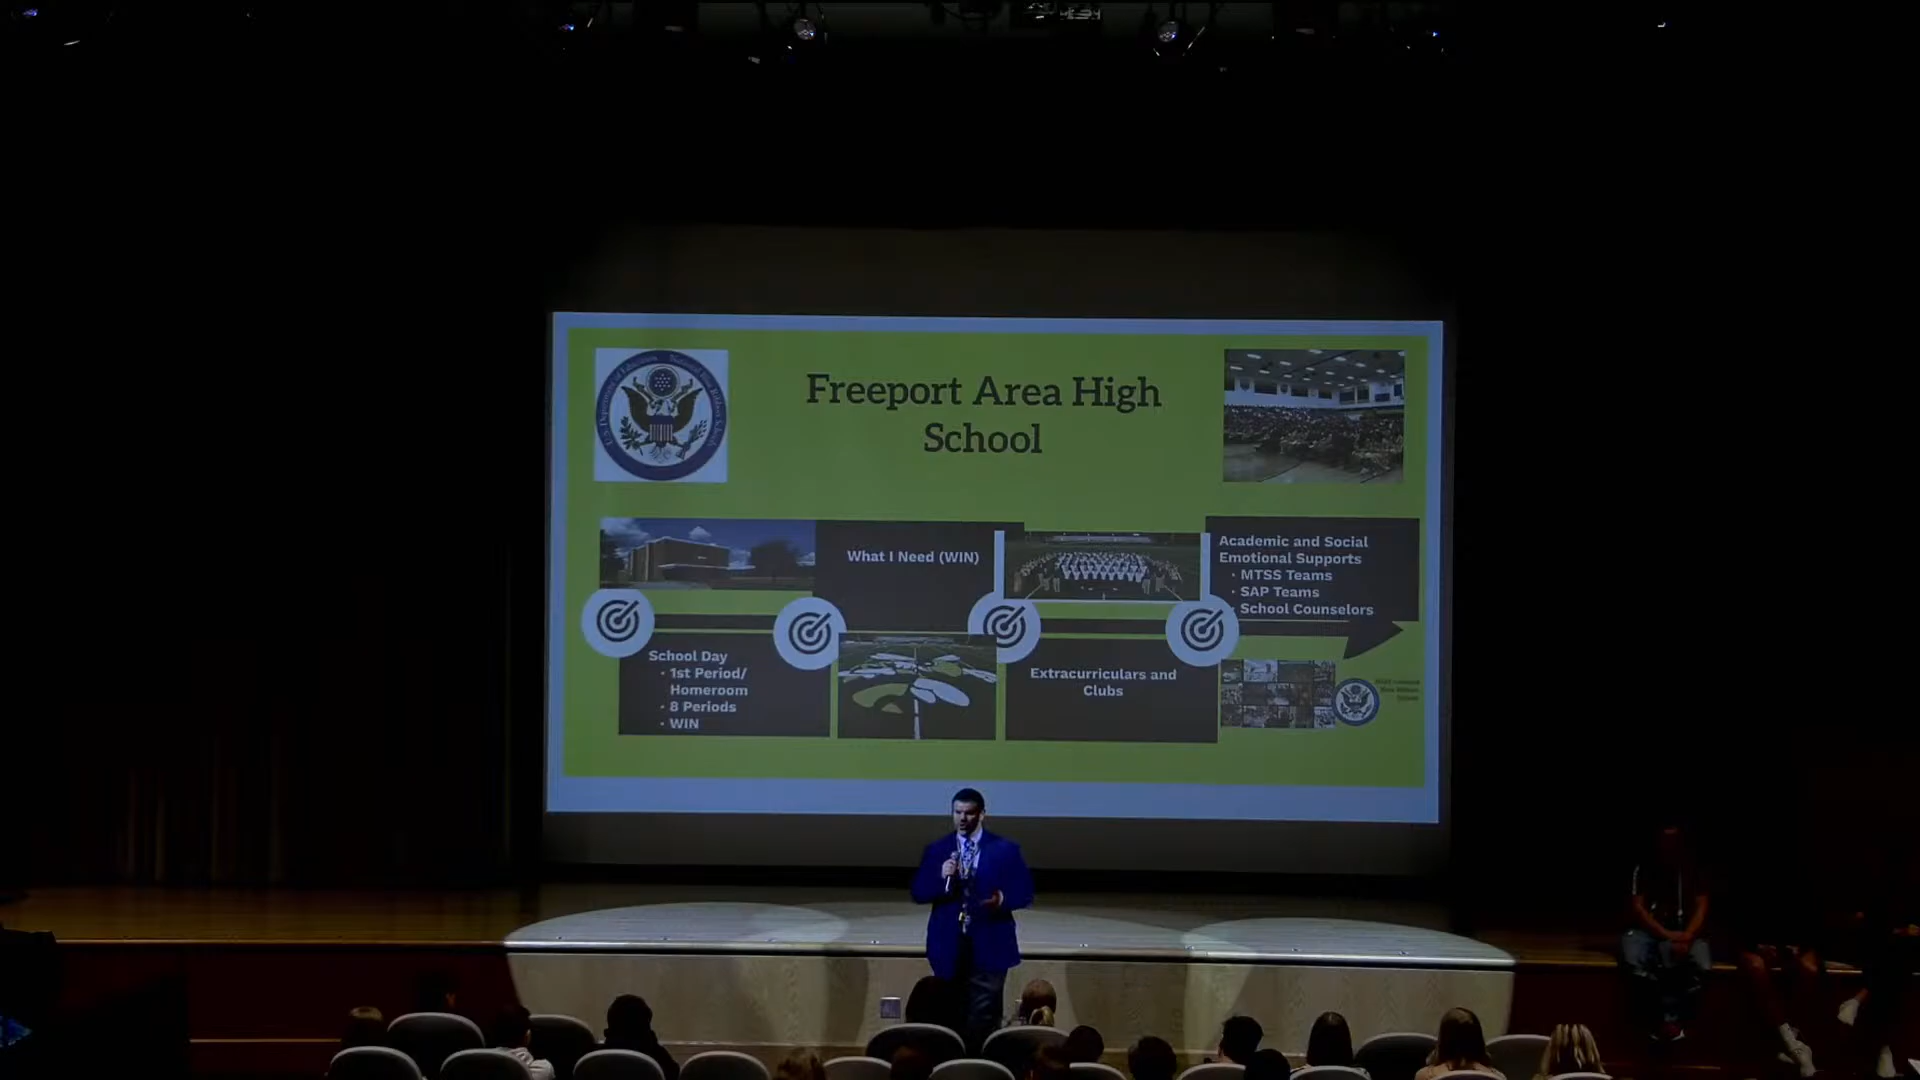 Freeport Area High
School
What I Need (WIN)
Academic and Social
Emotional Supports
· MTSS Teams
· SAP Teams
· School Counselors
School Day
· 1st Period/
Homeroom
· 8 Periods
· WIN
Extracurriculars and
Clubs